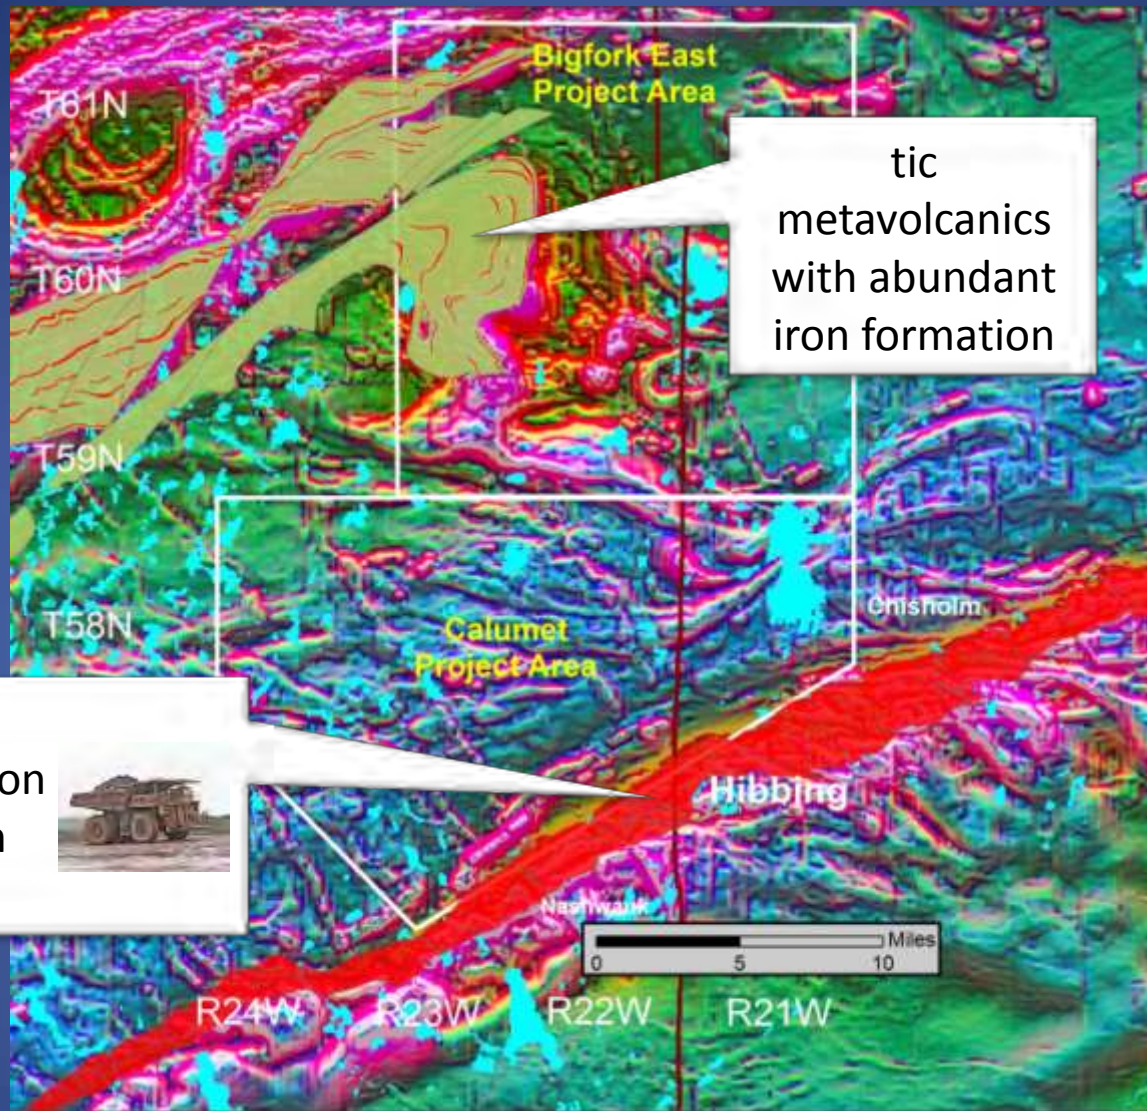 Bigfork East
Project Area
T61N
tic
metavolcanics
with abundant
iron formation
T60N
T59N
T58N
Chisholm
Calumet
Project Area
on
Hibbing
Nashwauk
Miles
0 5 10
R24W R23W R22W R21W